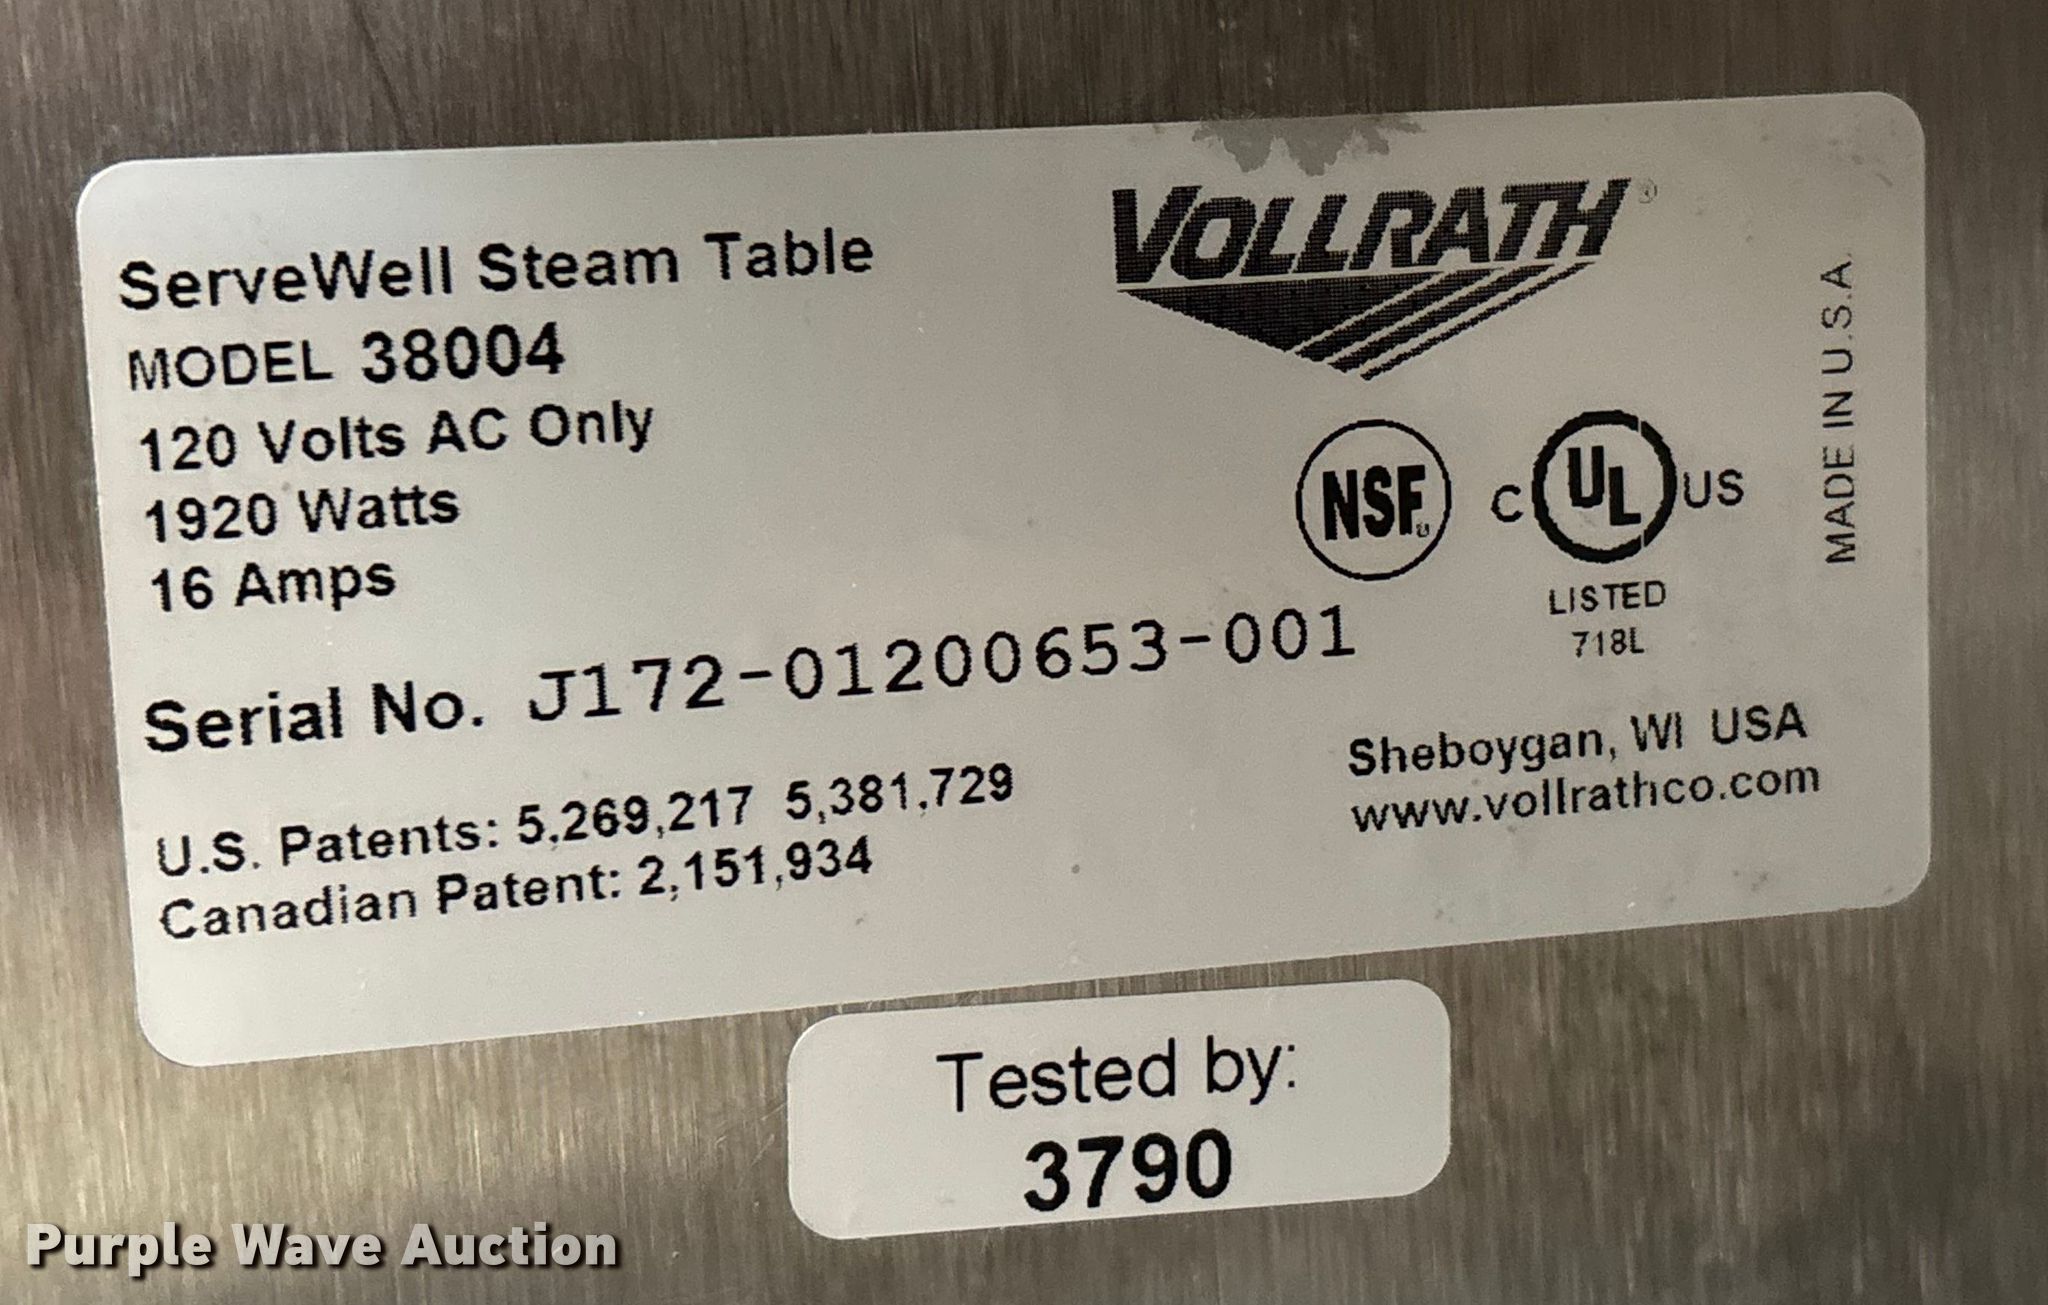 ServeWell Steam Table
MODEL 38004
120 Volts AC Only
1920 Watts
16 Amps
Serial No. J172-01200653-001
U.S. Patents: 5,269,217 5,381,729
Canadian Patent: 2,151,934
VOLLRATH®
NSF®
C UL US
LISTED
718L
MADE IN U.S.A.
Sheboygan, WI USA
www.vollrathco.com
Tested by:
3790
Purple Wave Auction